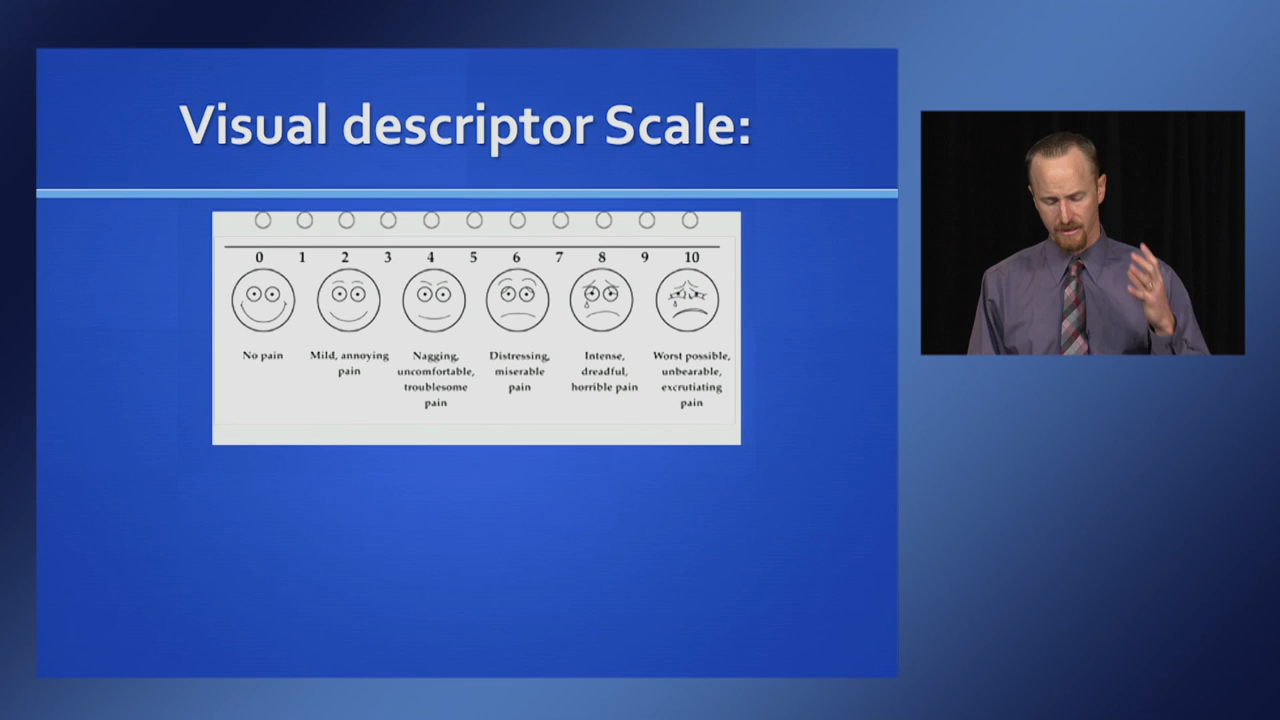 Visual descriptor Scale:
0 1 2 3 4 5 6 7 8 9 10
No pain
Mild, annoying
pain
Nagging,
uncomfortable,
troublesome
pain
Distressing,
miserable
pain
Intense,
dreadful,
horrible pain
Worst possible,
unbearable,
excrutiating
pain